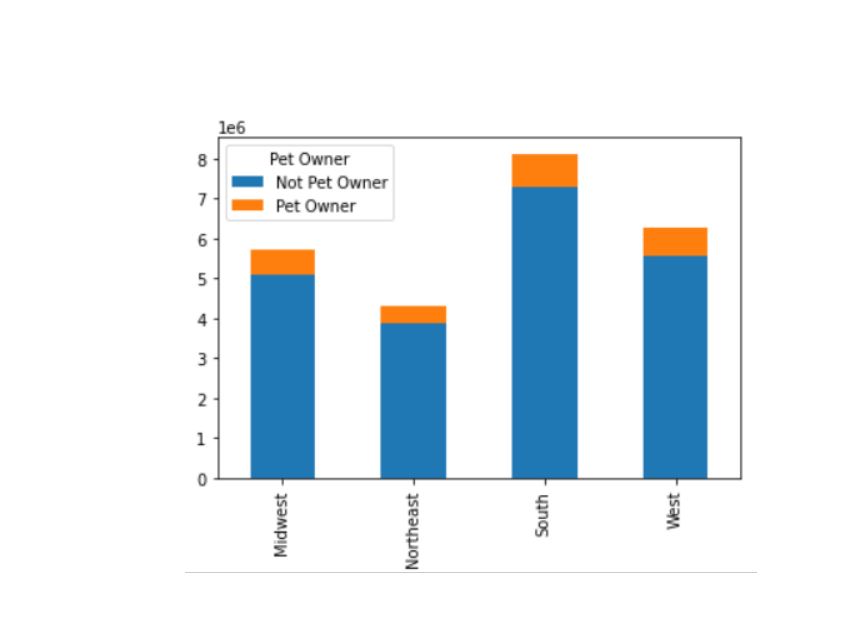 1e6
8
7
6
5
4
3
2
1
0
Pet Owner
Not Pet Owner
Pet Owner
Midwest
Northeast
South
West